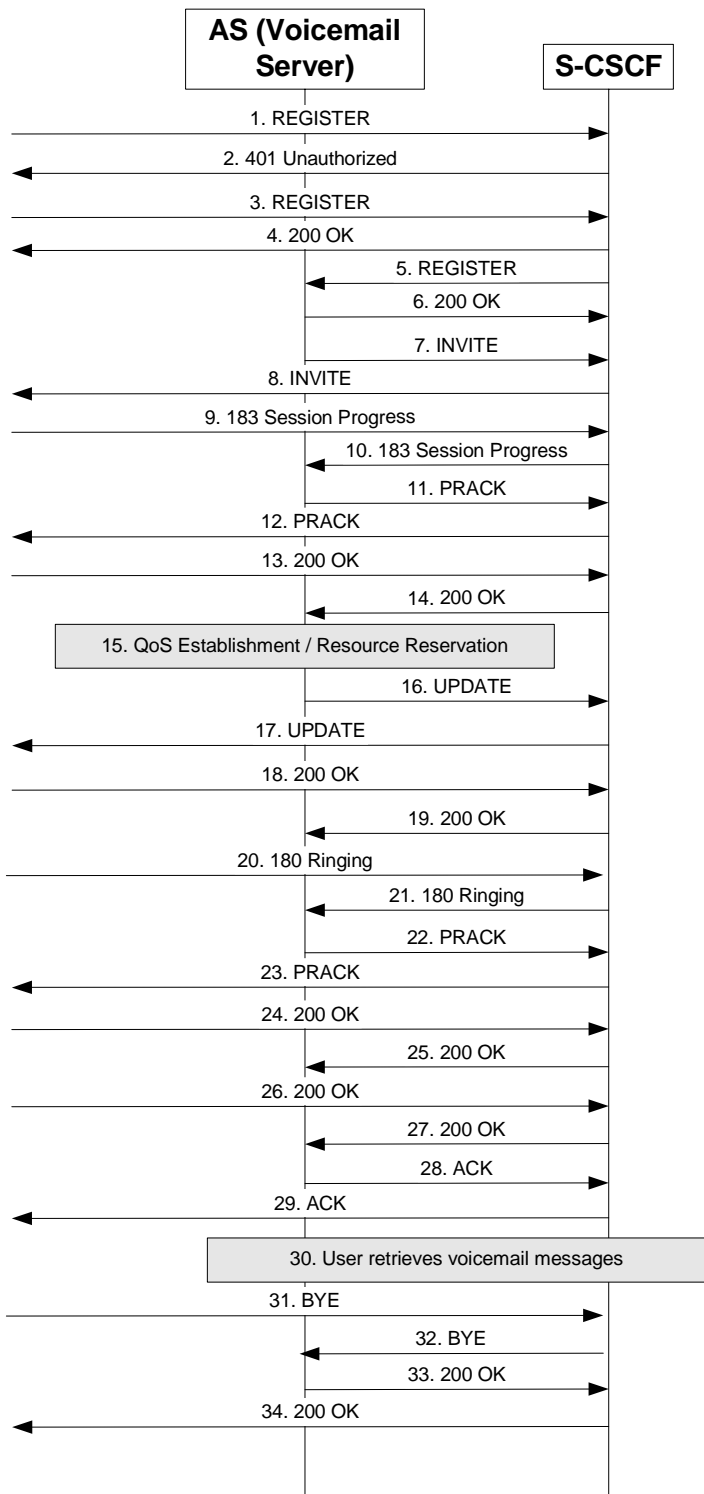 AS (Voicemail
Server)
S-CSCF
1. REGISTER
2. 401 Unauthorized
3. REGISTER
4. 200 OK
5. REGISTER
6. 200 OK
7. INVITE
8. INVITE
9. 183 Session Progress
10. 183 Session Progress
11. PRACK
12. PRACK
13. 200 OK
14. 200 OK
15. QoS Establishment / Resource Reservation
16. UPDATE
17. UPDATE
18. 200 OK
19. 200 OK
20. 180 Ringing
21. 180 Ringing
22. PRACK
23. PRACK
24. 200 OK
25. 200 OK
26. 200 OK
27. 200 OK
28. ACK
29. ACK
30. User retrieves voicemail messages
31. BYE
32. BYE
33. 200 OK
34. 200 OK